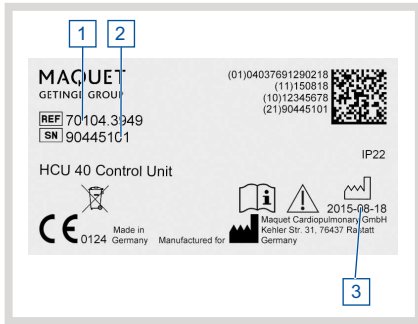 1 2
MAQUET
GETINGE GROUP
REF 70104.3949
SN 90445101
(01)04037691290218
(11)150818
(10)12345678
(21)90445101
IP22
HCU 40 Control Unit
2015-08-18
CE 0124
Made in
Germany
Manufactured for
Maquet Cardiopulmonary GmbH
Kehler Str. 31, 76437 Rastatt
Germany
3